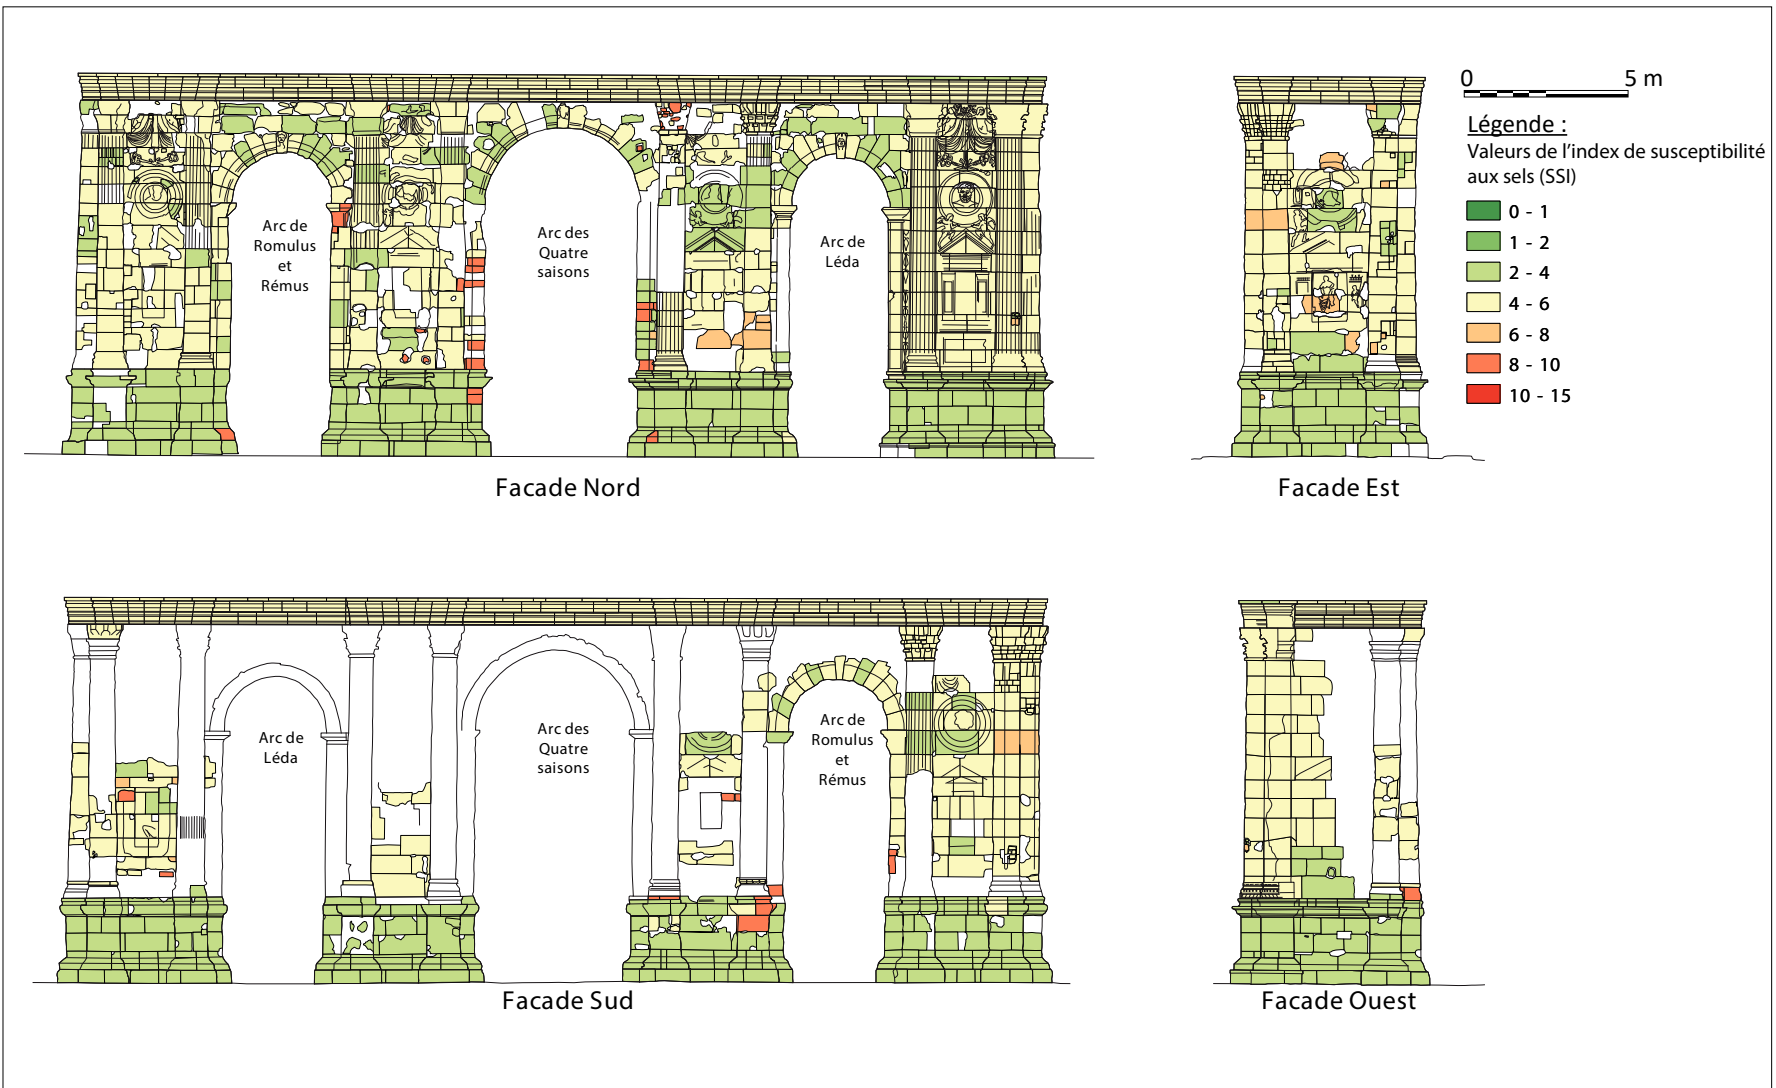 Arc de
Romulus
et
Rémus
Arc des
Quatre
saisons
Arc de
Léda
Facade Nord
Facade Est
0 5 m
Légende :
Valeurs de l'index de susceptibilité
aux sels (SSI)
0 - 1
1 - 2
2 - 4
4 - 6
6 - 8
8 - 10
10 - 15
Arc de
Léda
Arc des
Quatre
saisons
Arc de
Romulus
et
Rémus
Facade Sud
Facade Ouest